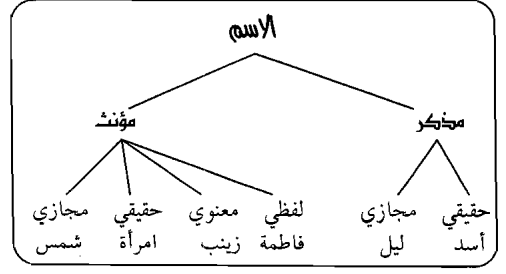 الاسم
مذكر مؤنث
حقيقي مجازي لفظي معنوي حقيقي مجازي
أسد ليل فاطمة زينب امرأة شمس